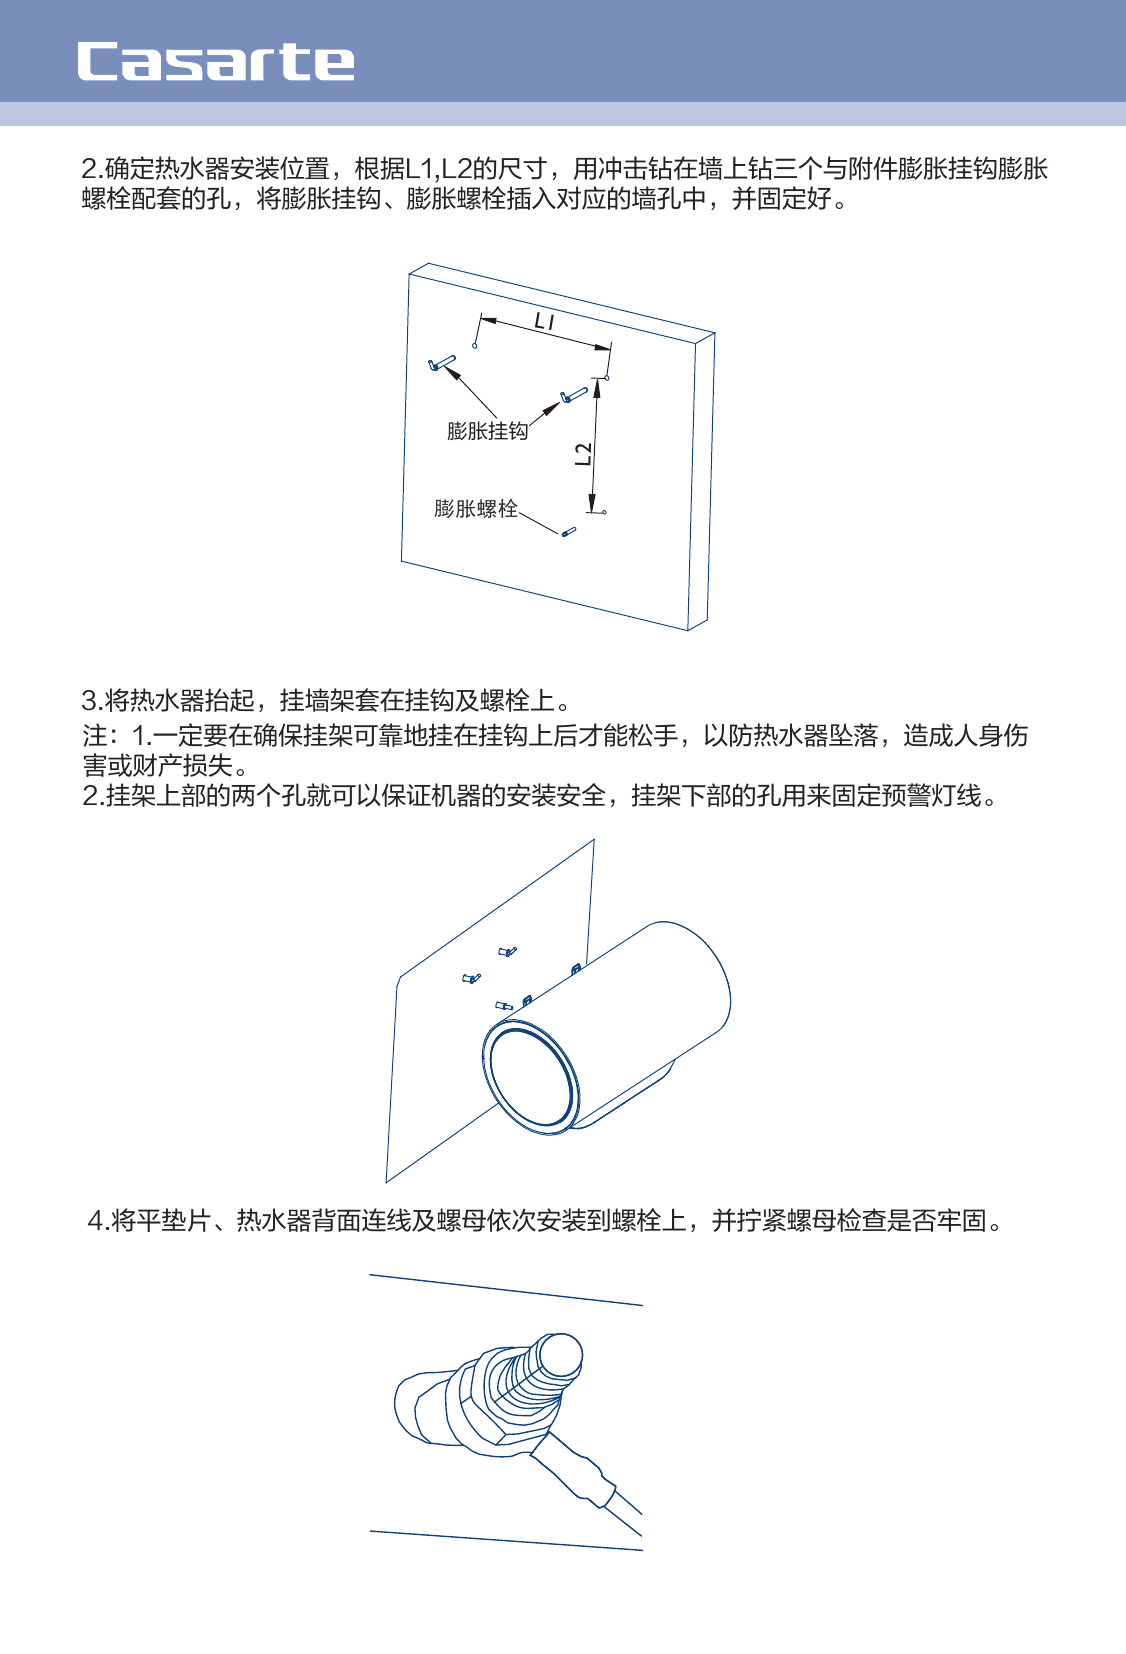 Casarte
2.确定热水器安装位置，根据L1,L2的尺寸，用冲击钻在墙上钻三个与附件膨胀挂钩膨胀
螺栓配套的孔，将膨胀挂钩、膨胀螺栓插入对应的墙孔中，并固定好。
L1
膨胀挂钩
L2
膨胀螺栓
3.将热水器抬起，挂墙架套在挂钩及螺栓上。
注：1.一定要在确保挂架可靠地挂在挂钩上后才能松手，以防热水器坠落，造成人身伤
害或财产损失。
2.挂架上部的两个孔就可以保证机器的安装安全，挂架下部的孔用来固定预警灯线。
4.将平垫片、热水器背面连线及螺母依次安装到螺栓上，并拧紧螺母检查是否牢固。